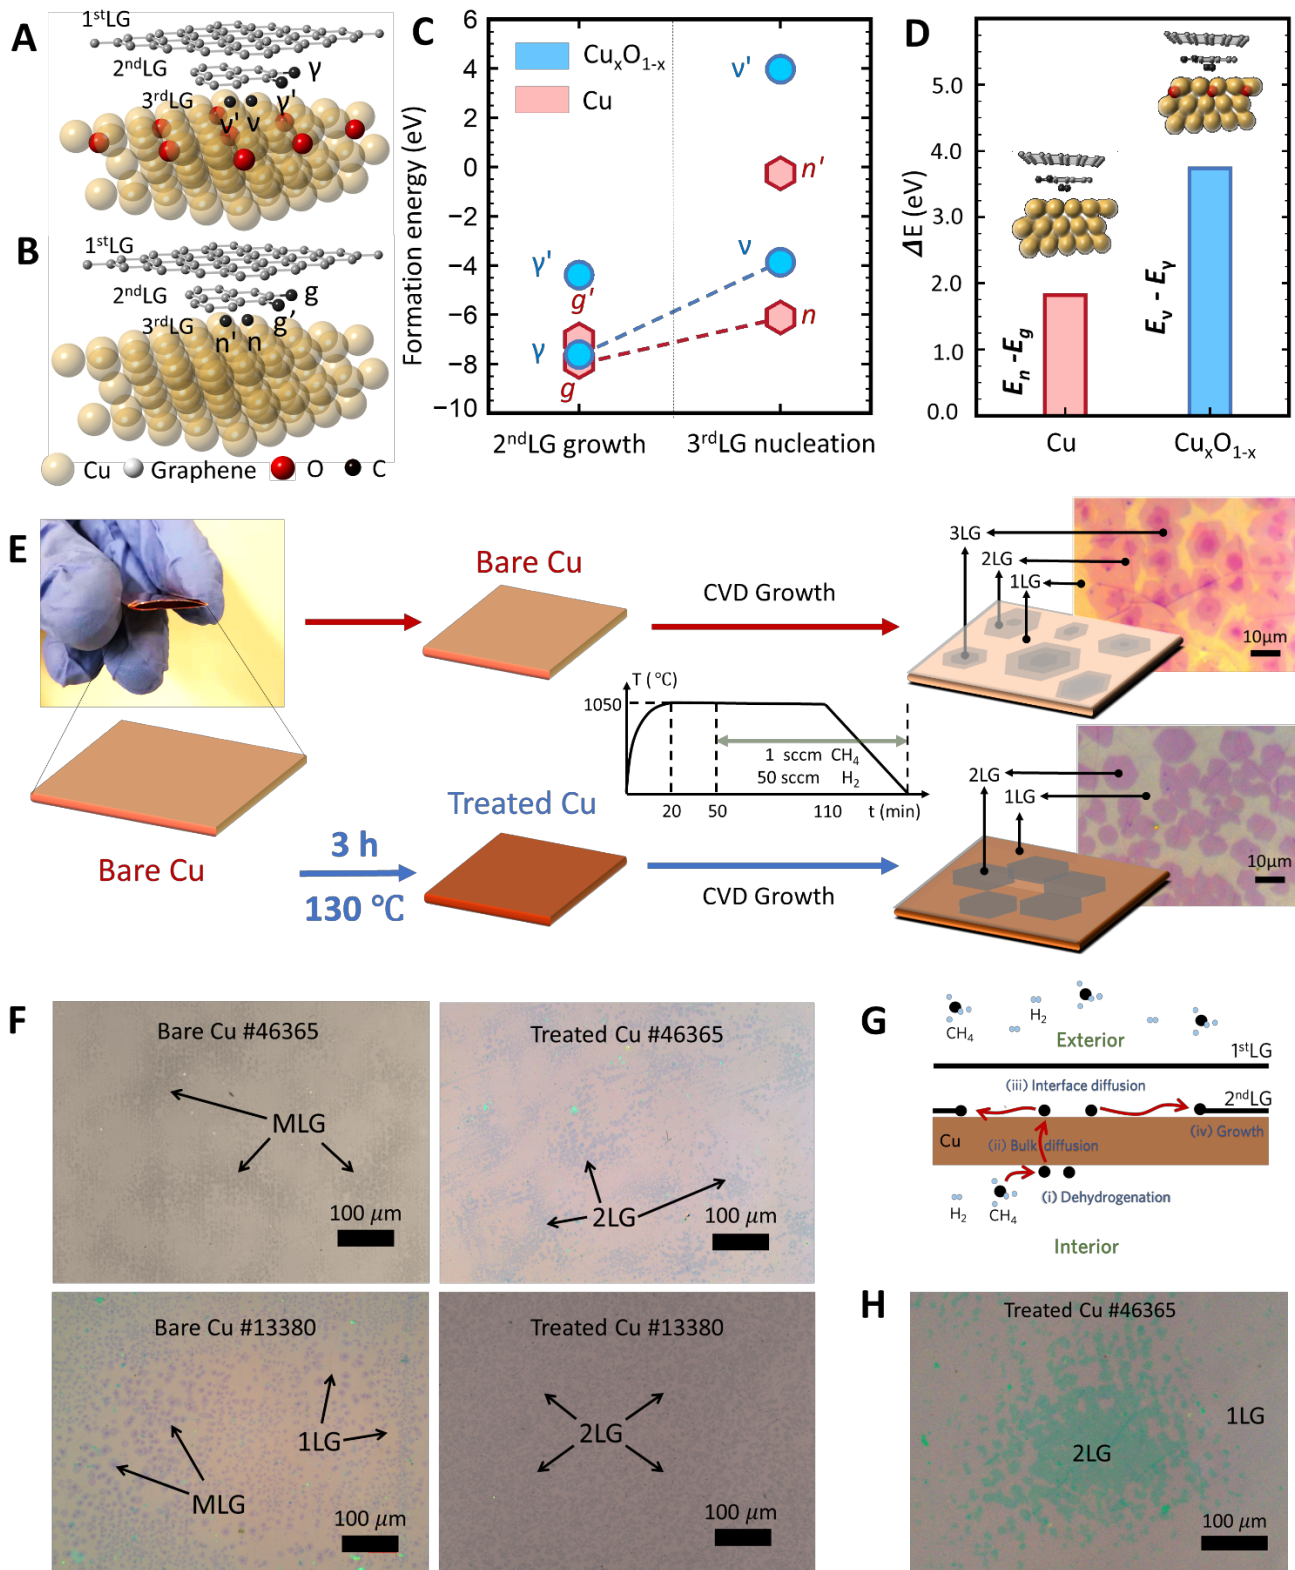 A
1ˢᵗLG
2ⁿᵈLG
γ
3ʳᵈLG
γ'
ν' ν
B
1ˢᵗLG
2ⁿᵈLG
g
3ʳᵈLG
g'
n' n
Cu Graphene O C
C
Formation energy (eV)
6
4
2
0
−2
−4
−6
−8
−10
CuₓO₁₋ₓ
Cu
ν'
n'
ν
n
γ'
g'
γ
g
2ⁿᵈLG growth
3ʳᵈLG nucleation
D
ΔE (eV)
5.0
4.0
3.0
2.0
1.0
0.0
Eₙ -E_g
E_ν - E_γ
Cu
CuₓO₁₋ₓ
E
Bare Cu
Bare Cu
CVD Growth
3LG
2LG
1LG
10μm
T (℃)
1050
1 sccm CH₄
50 sccm H₂
20 50 110 t (min)
3 h
130 ℃
Treated Cu
CVD Growth
2LG
1LG
10μm
F
Bare Cu #46365
MLG
100 μm
Treated Cu #46365
2LG
100 μm
Bare Cu #13380
1LG
MLG
100 μm
Treated Cu #13380
2LG
100 μm
G
CH₄
H₂
Exterior
1ˢᵗLG
(iii) Interface diffusion
2ⁿᵈLG
Cu
(ii) Bulk diffusion
(iv) Growth
(i) Dehydrogenation
H₂
CH₄
Interior
H
Treated Cu #46365
1LG
2LG
100 μm